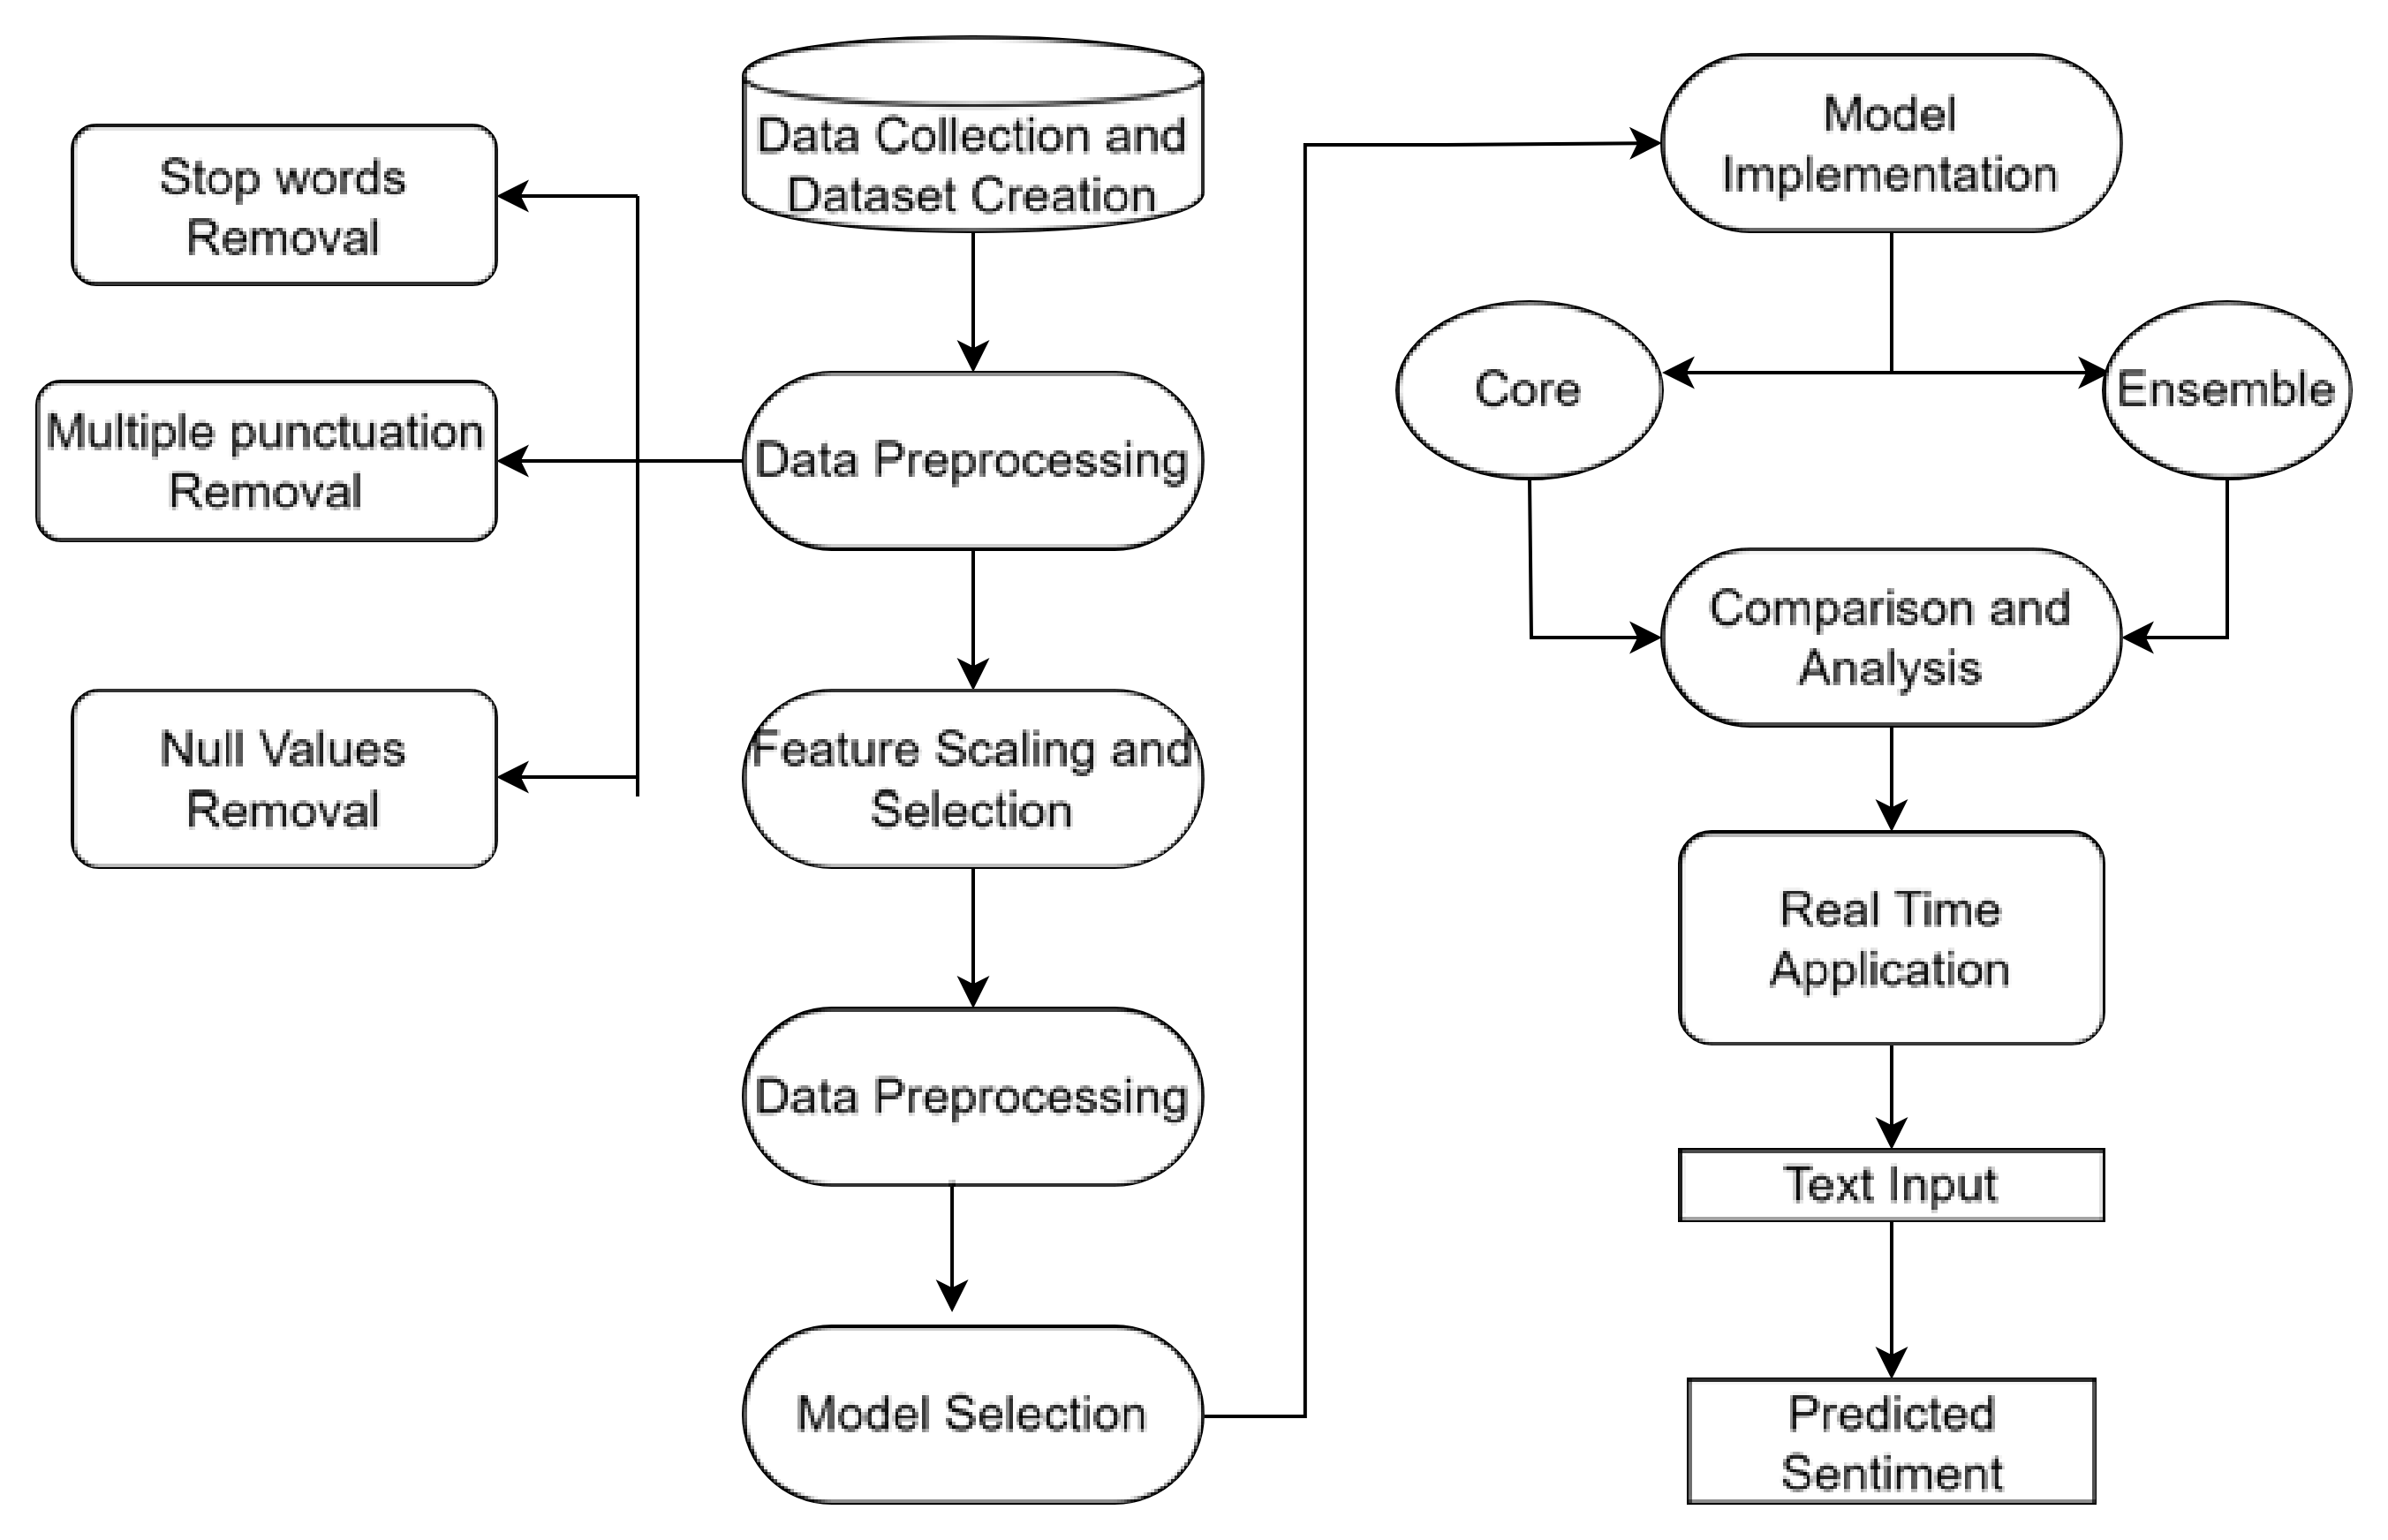 Data Collection and
Dataset Creation
Stop words
Removal
Multiple punctuation
Removal
Data Preprocessing
Null Values
Removal
Feature Scaling and
Selection
Data Preprocessing
Model Selection
Model
Implementation
Core
Ensemble
Comparison and
Analysis
Real Time
Application
Text Input
Predicted
Sentiment